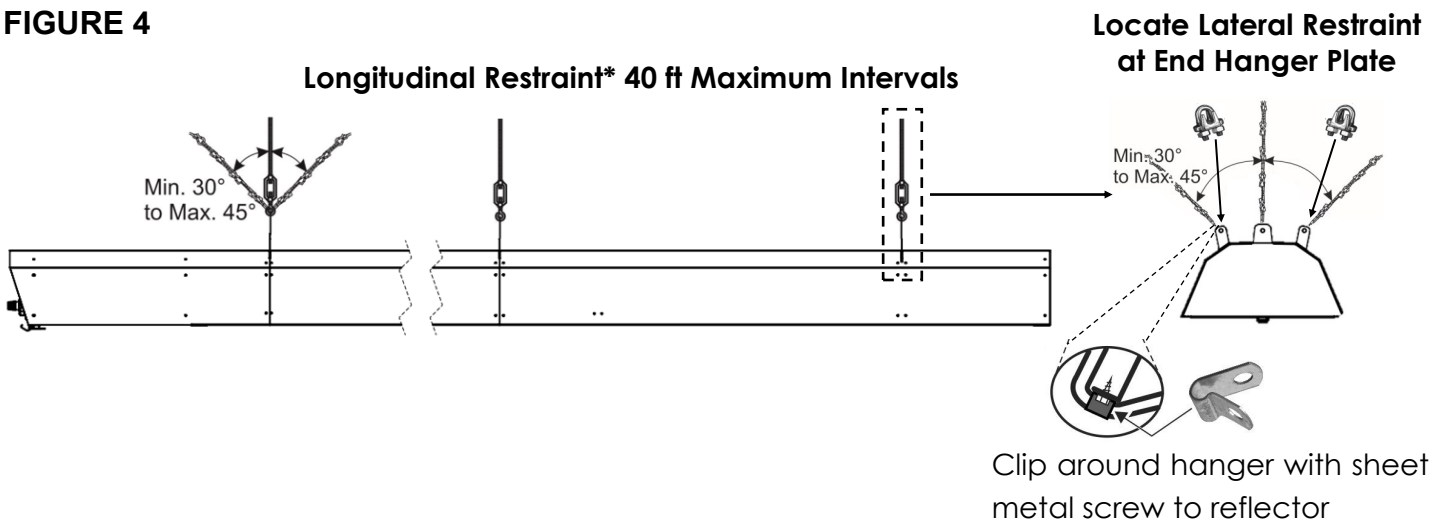 FIGURE 4
Locate Lateral Restraint
at End Hanger Plate
Longitudinal Restraint* 40 ft Maximum Intervals
Min. 30°
to Max. 45°
Min. 30°
to Max. 45°
Clip around hanger with sheet
metal screw to reflector